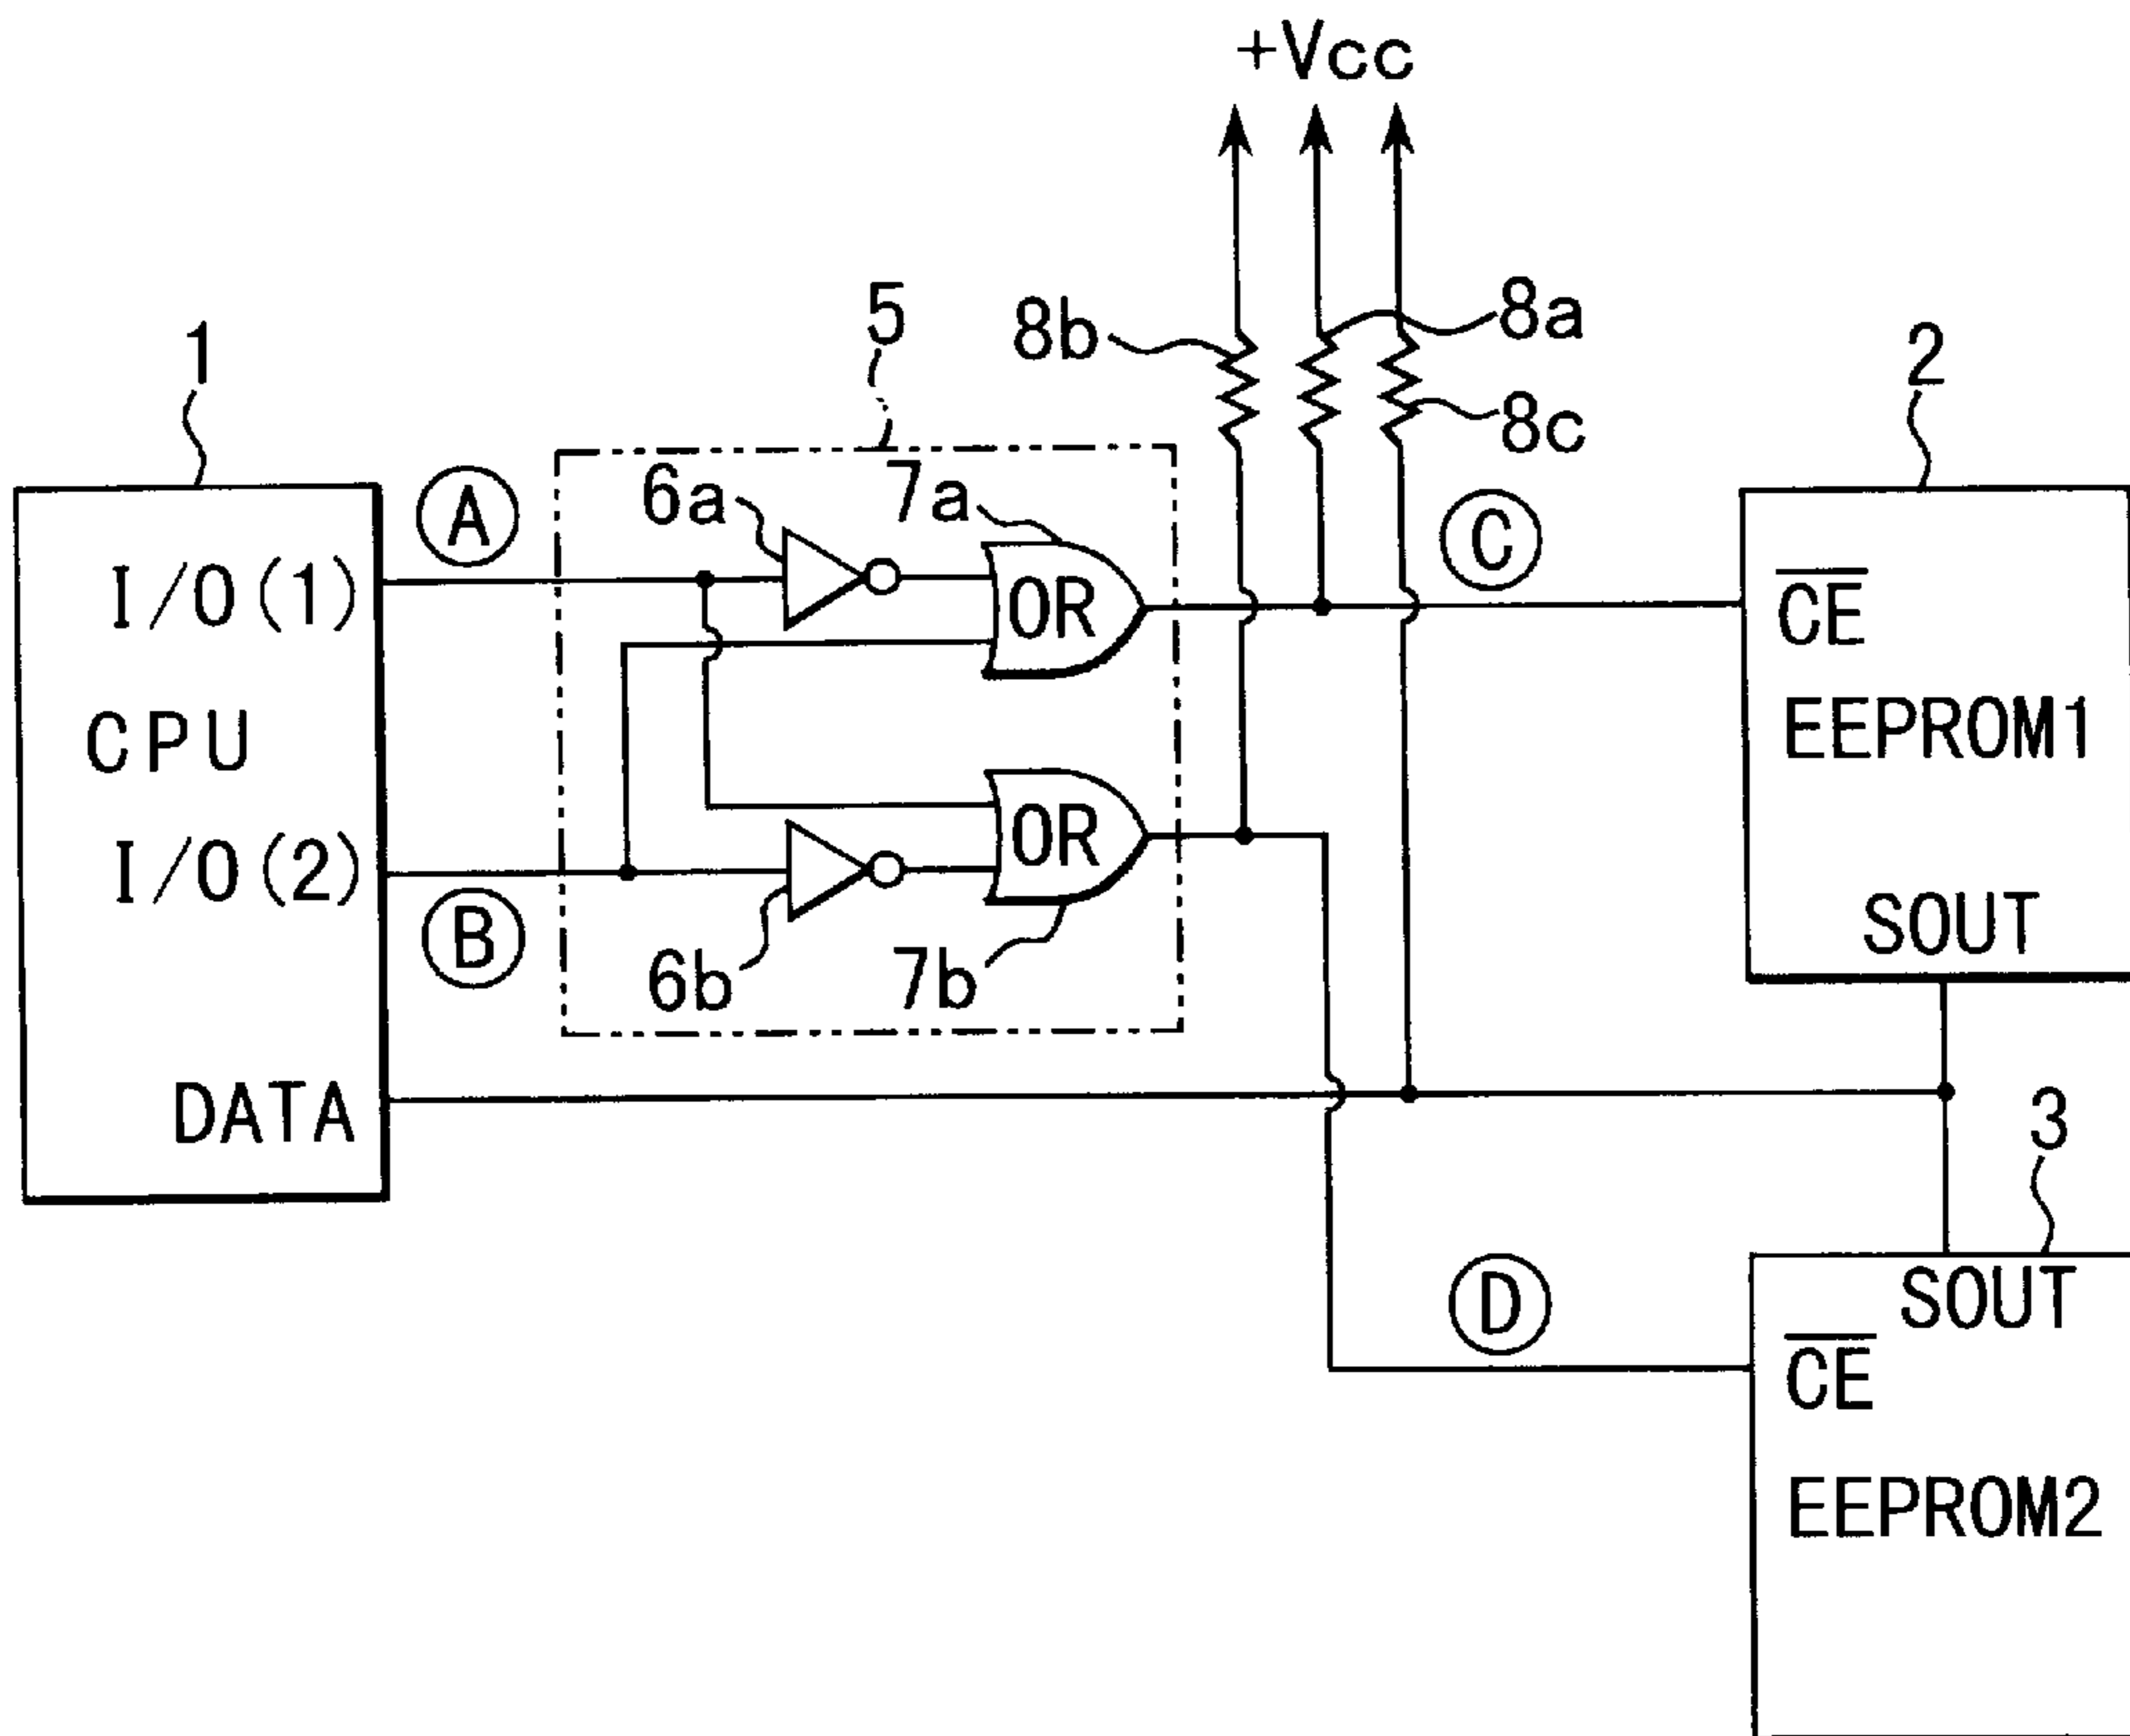 +Vcc
5
8b
8a
1
2
8c
6a
7a
A
C
I/O(1)
OR
CE
CPU
EEPROM1
OR
I/O(2)
B
SOUT
6b
7b
DATA
3
SOUT
D
CE
EEPROM2